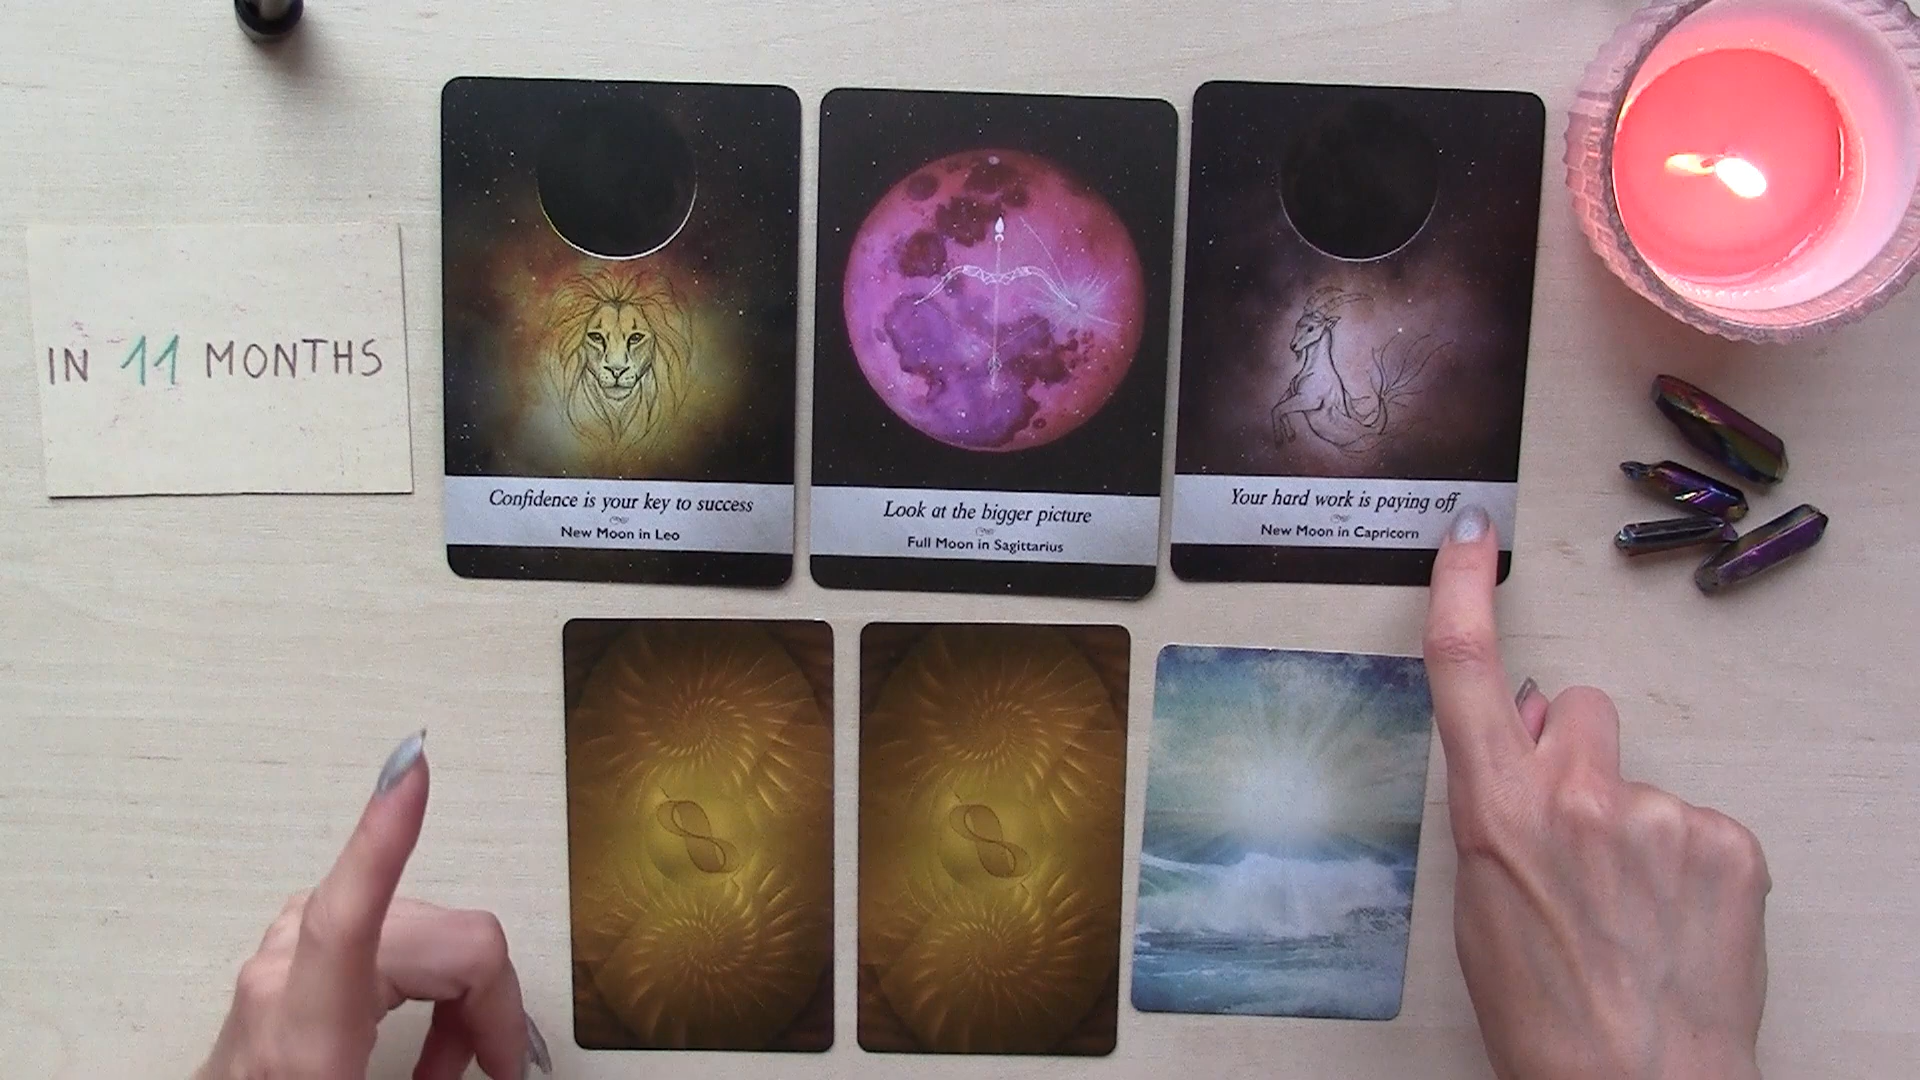 IN 11 MONTHS
Confidence is your key to success
New Moon in Leo
Look at the bigger picture
Full Moon in Sagittarius
Your hard work is paying off
New Moon in Capricorn